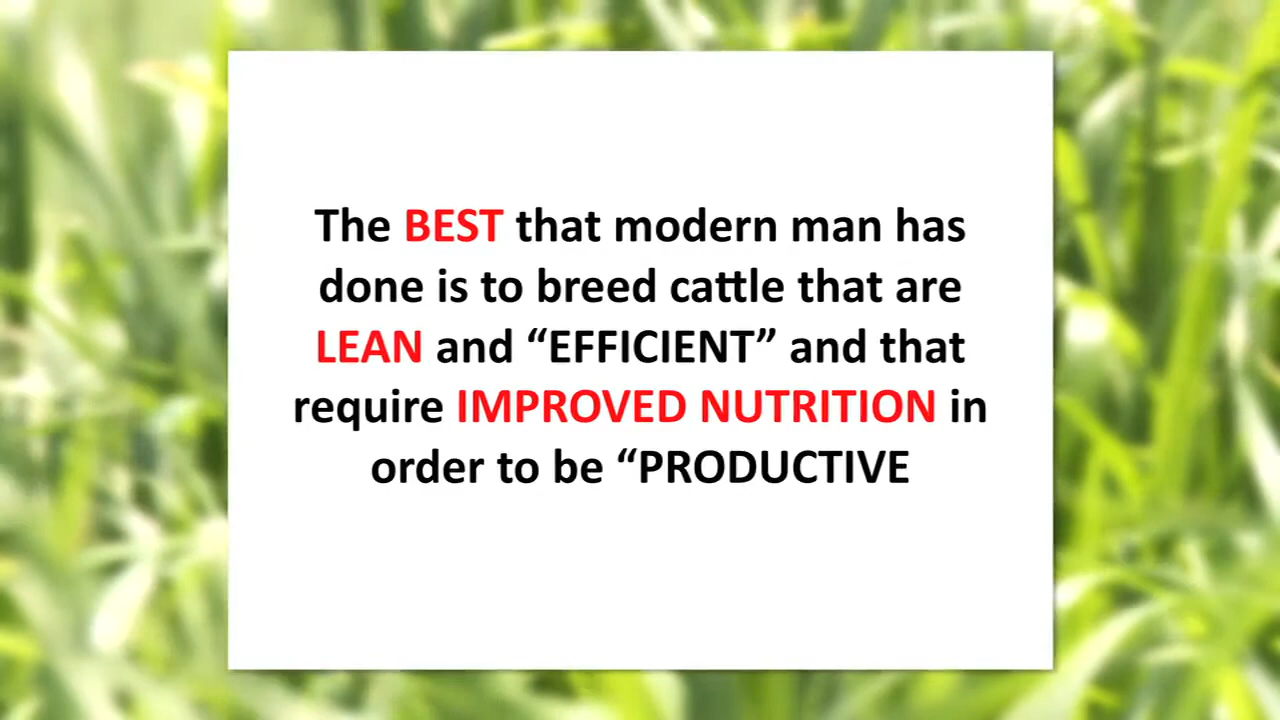 The BEST that modern man has
done is to breed cattle that are
LEAN and “EFFICIENT” and that
require IMPROVED NUTRITION in
order to be “PRODUCTIVE